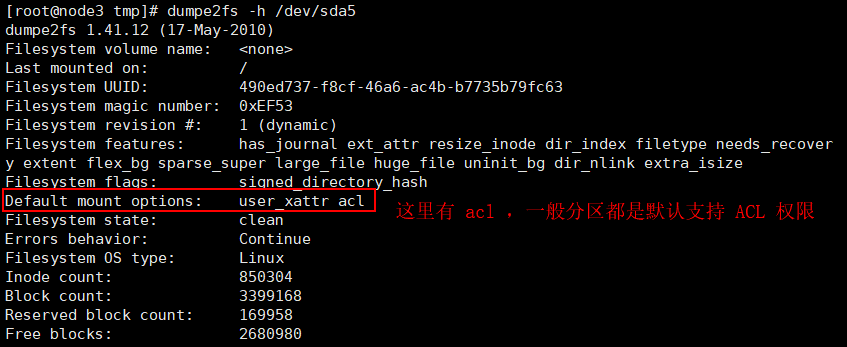 [root@node3 tmp]# dumpe2fs -h /dev/sda5
dumpe2fs 1.41.12 (17-May-2010)
Filesystem volume name:   <none>
Last mounted on:          /
Filesystem UUID:          490ed737-f8cf-46a6-ac4b-b7735b79fc63
Filesystem magic number:  0xEF53
Filesystem revision #:    1 (dynamic)
Filesystem features:      has_journal ext_attr resize_inode dir_index filetype needs_recover
y extent flex_bg sparse_super large_file huge_file uninit_bg dir_nlink extra_isize
Filesystem flags:         signed_directory_hash
Default mount options:    user_xattr acl
这里有 acl ．一般分区都是默认支持 ACL 权限
Filesystem state:         clean
Errors behavior:          Continue
Filesystem OS type:       Linux
Inode count:              850304
Block count:              3399168
Reserved block count:     169958
Free blocks:              2680980